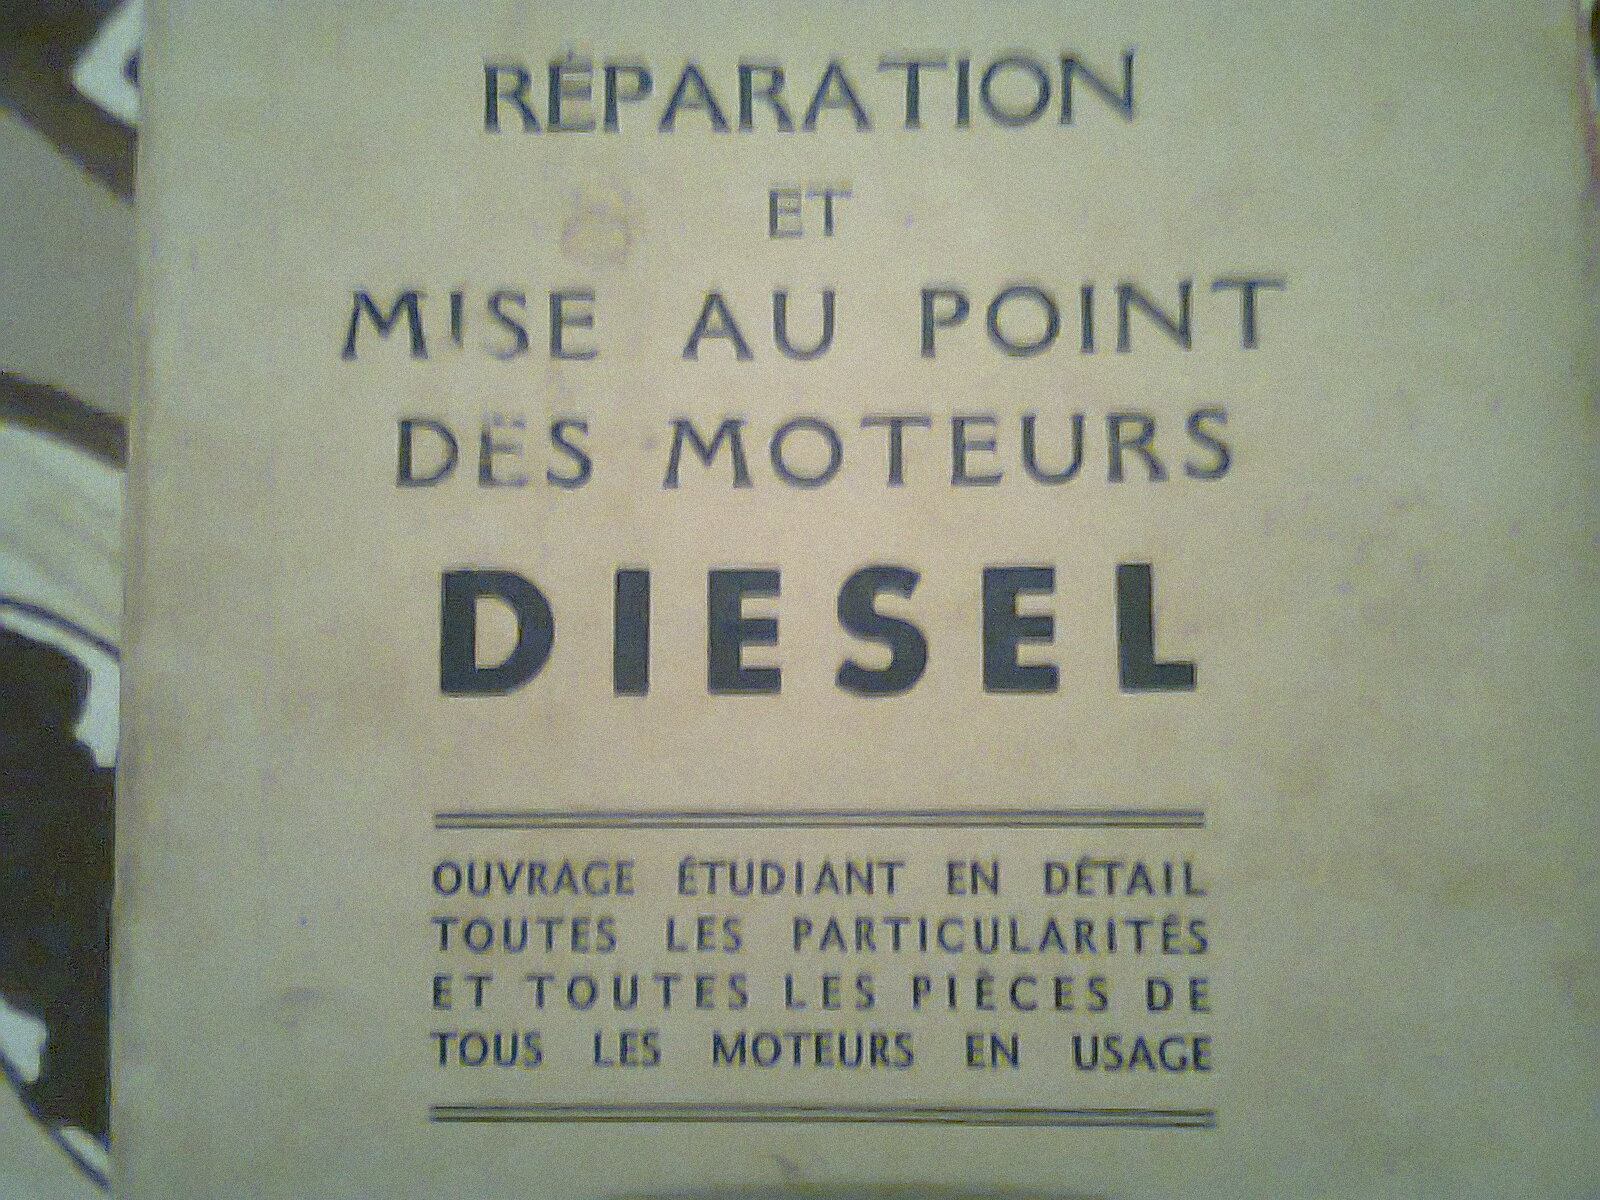 RÉPARATION
ET
MISE AU POINT
DES MOTEURS
DIESEL
OUVRAGE ÉTUDIANT EN DÉTAIL
TOUTES LES PARTICULARITÉS
ET TOUTES LES PIÈCES DE
TOUS LES MOTEURS EN USAGE